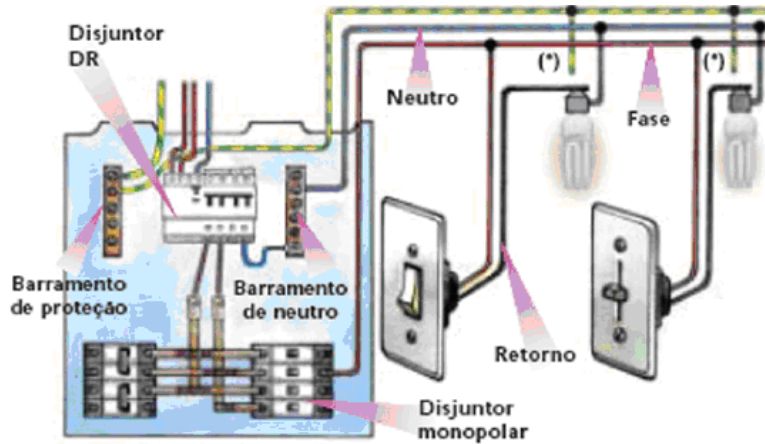 Disjuntor
DR
(*)
(*)
Neutro
Fase
Barramento
de proteção
Barramento
de neutro
Retorno
Disjuntor
monopolar